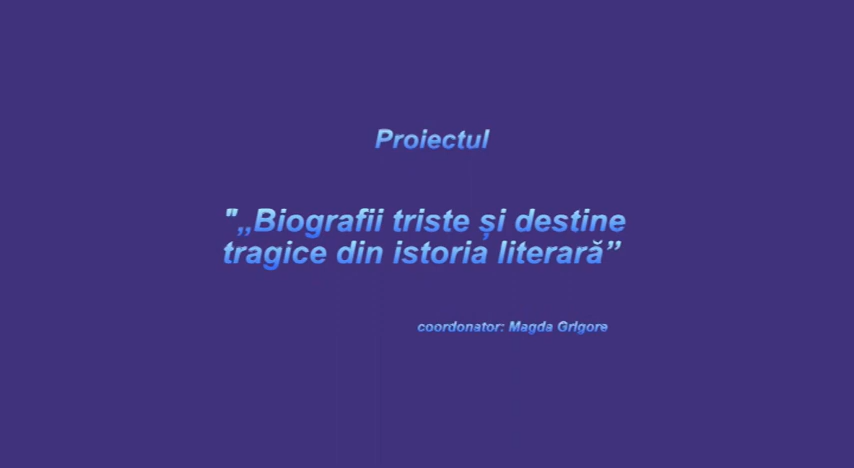 Proiectul
"„Biografii triste și destine
tragice din istoria literară”
coordonator: Magda Grigore